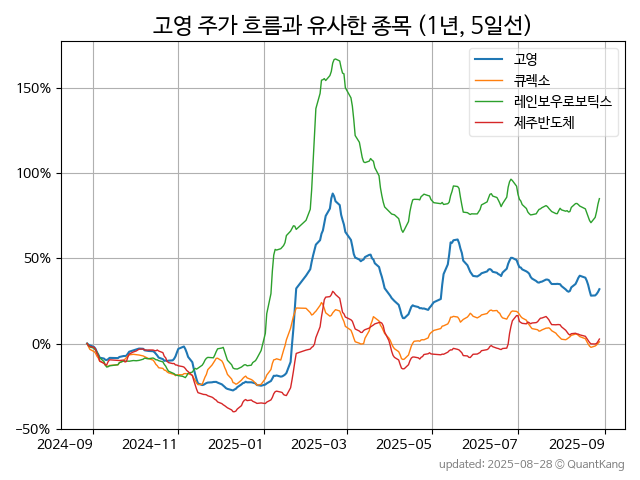 고영 주가 흐름과 유사한 종목 (1년, 5일선)
고영
큐렉소
레인보우로보틱스
제주반도체
150%
100%
50%
0%
−50%
2024-09 2024-11 2025-01 2025-03 2025-05 2025-07 2025-09
updated: 2025-08-28 © QuantKang